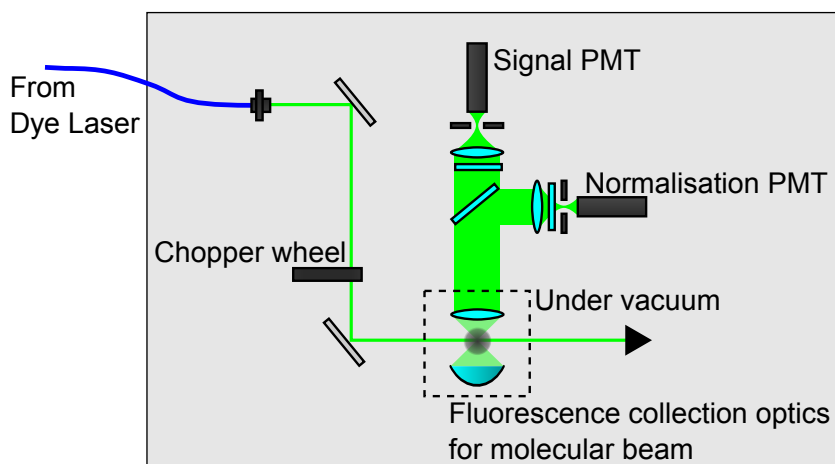 Signal PMT
From
Dye Laser
Normalisation PMT
Chopper wheel
Under vacuum
Fluorescence collection optics
for molecular beam